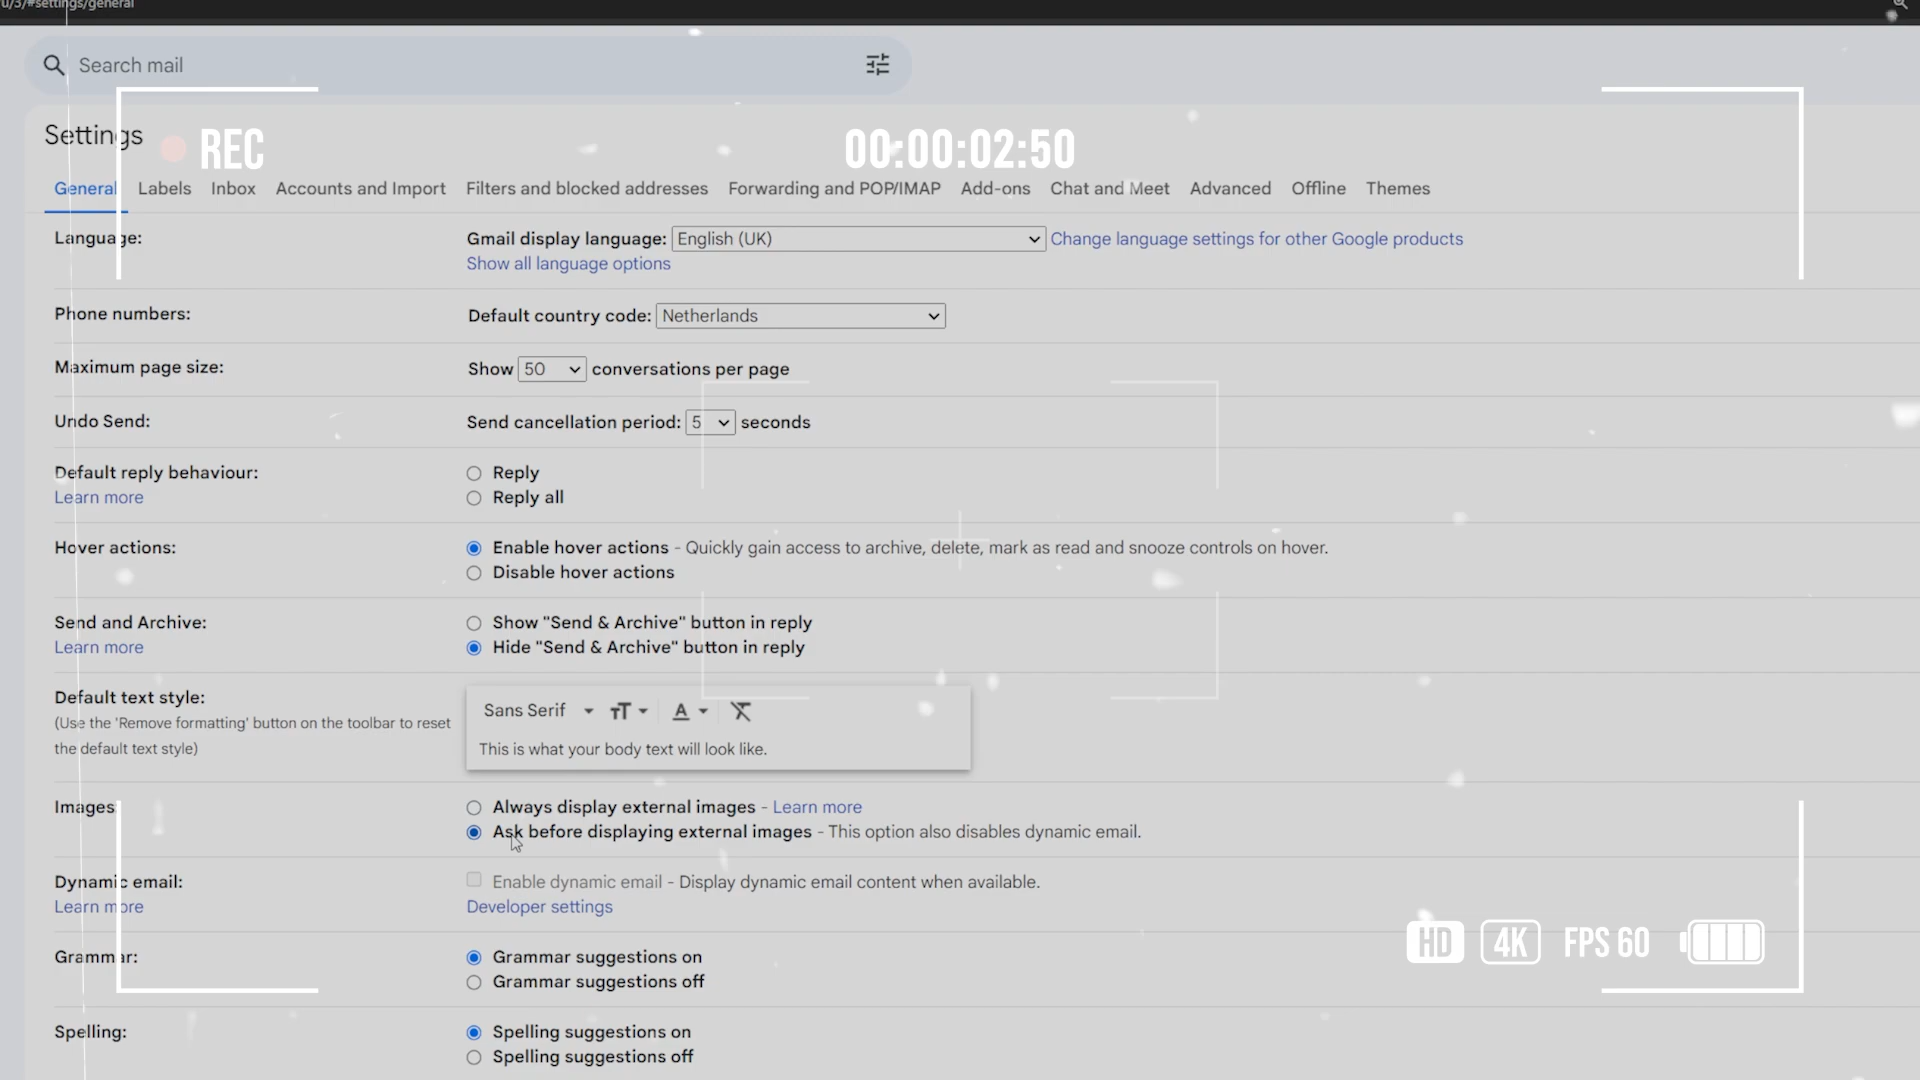 u/3/#settings/general
Search mail
Settings
REC
00:00:02:50
General Labels Inbox Accounts and Import Filters and blocked addresses Forwarding and POP/IMAP Add-ons Chat and Meet Advanced Offline Themes
Language:
Gmail display language: English (UK) Change language settings for other Google products
Show all language options
Phone numbers:
Default country code: Netherlands
Maximum page size:
Show 50 conversations per page
Undo Send:
Send cancellation period: 5 seconds
Default reply behaviour:
Learn more
Reply
Reply all
Hover actions:
Enable hover actions - Quickly gain access to archive, delete, mark as read and snooze controls on hover.
Disable hover actions
Send and Archive:
Learn more
Show "Send & Archive" button in reply
Hide "Send & Archive" button in reply
Default text style:
(Use the 'Remove formatting' button on the toolbar to reset
the default text style)
Sans Serif
This is what your body text will look like.
Images:
Always display external images - Learn more
Ask before displaying external images - This option also disables dynamic email.
Dynamic email:
Learn more
Enable dynamic email - Display dynamic email content when available.
Developer settings
HD 4K FPS 60
Grammar:
Grammar suggestions on
Grammar suggestions off
Spelling:
Spelling suggestions on
Spelling suggestions off